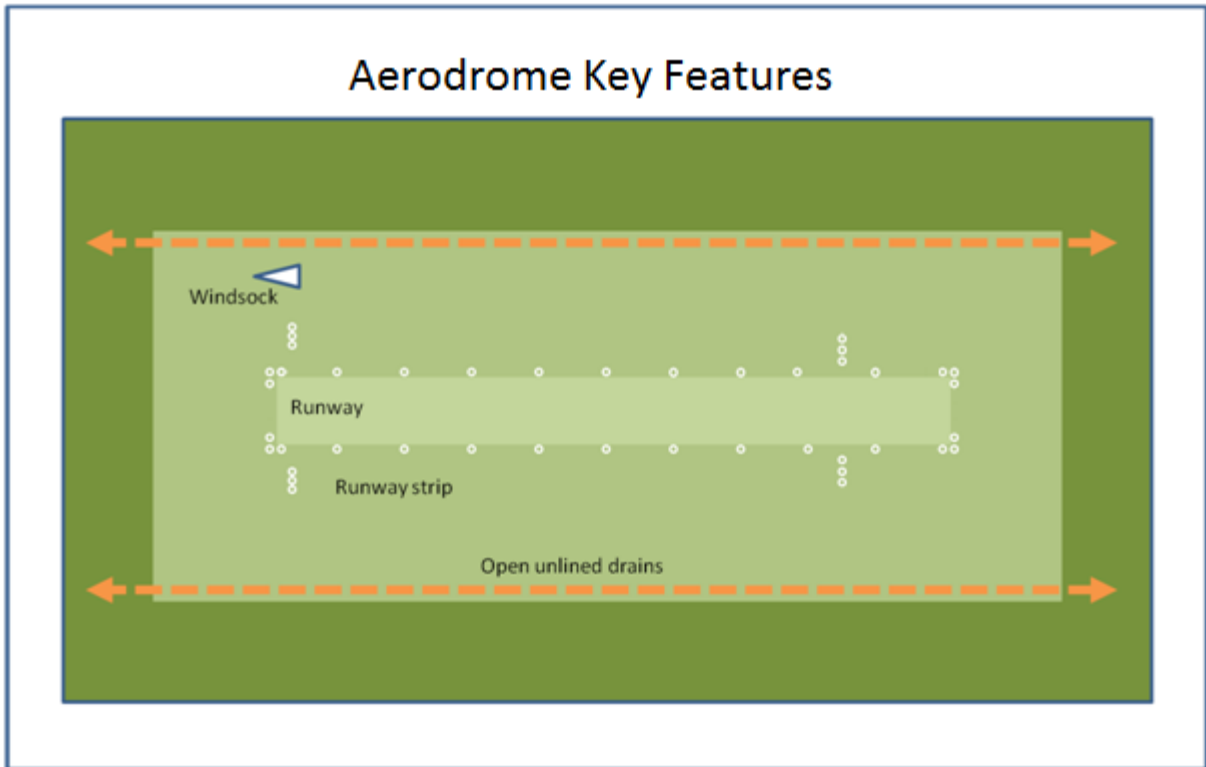 Aerodrome Key Features
Windsock
Runway
Runway strip
Open unlined drains